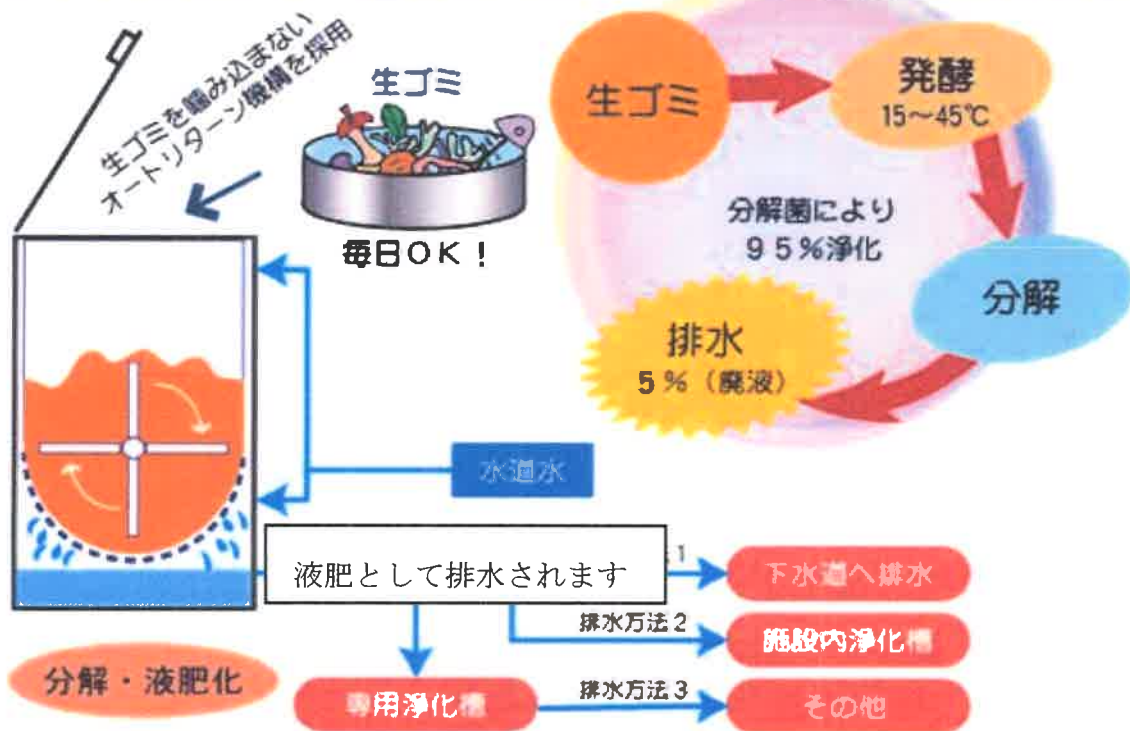 生ゴミを噛み込まない
オートリターン機構を採用
生ゴミ
毎日OK!
生ゴミ
発酵
15〜45℃
分解菌により
95%浄化
分解
排水
5%(廃液)
水道水
液肥として排水されます
1
下水道へ排水
排水方法2
施設内浄化槽
分解・液肥化
専用浄化槽
排水方法3
その他